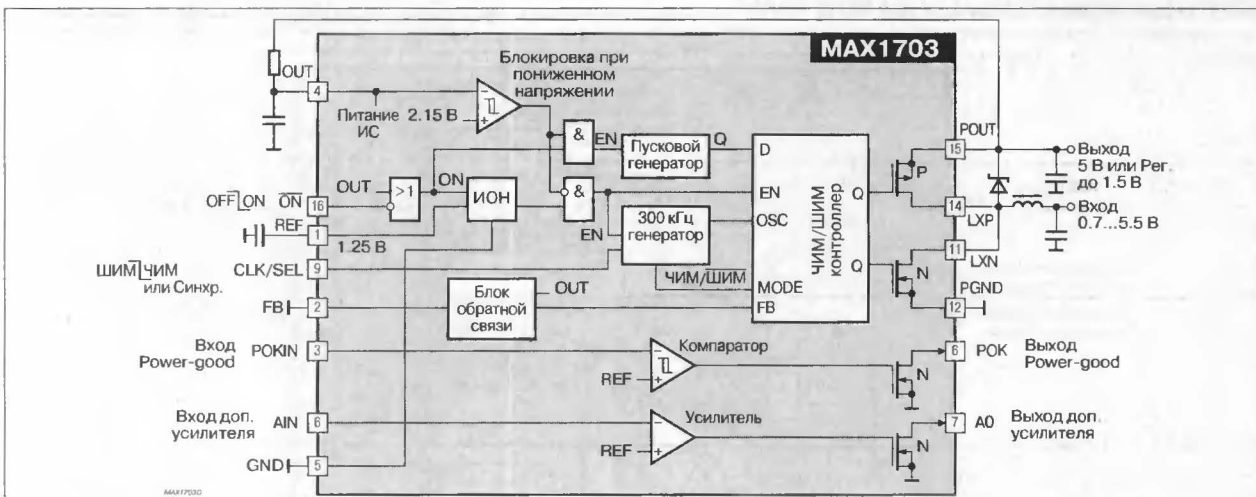 MAX1703
Блокировка при
пониженном
напряжении
OUT
4
Питание
ИС
2.15 В
&
EN
Пусковой
генератор
Q
D
POUT
15
Выход
5 В или Рег.
до 1.5 В
P
OFF ON
ON
16
OUT
>1
ON
ИОН
&
EN
Q
14
LXP
Вход
0.7...5.5 В
REF
1
1.25 В
EN
300 кГц
генератор
OSC
ЧИМ/ШИМ
контроллер
11
LXN
ШИМ ЧИМ
или Синхр.
CLK/SEL
9
ЧИМ/ШИМ
MODE
Q
N
PGND
12
FB
2
Блок
обратной
связи
OUT
FB
Вход
Power-good
POKIN
3
Компаратор
REF
N
6
POK
Выход
Power-good
Вход доп.
усилителя
AIN
6
Усилитель
REF
N
7
A0
Выход доп.
усилителя
GND
5
MAX1703D